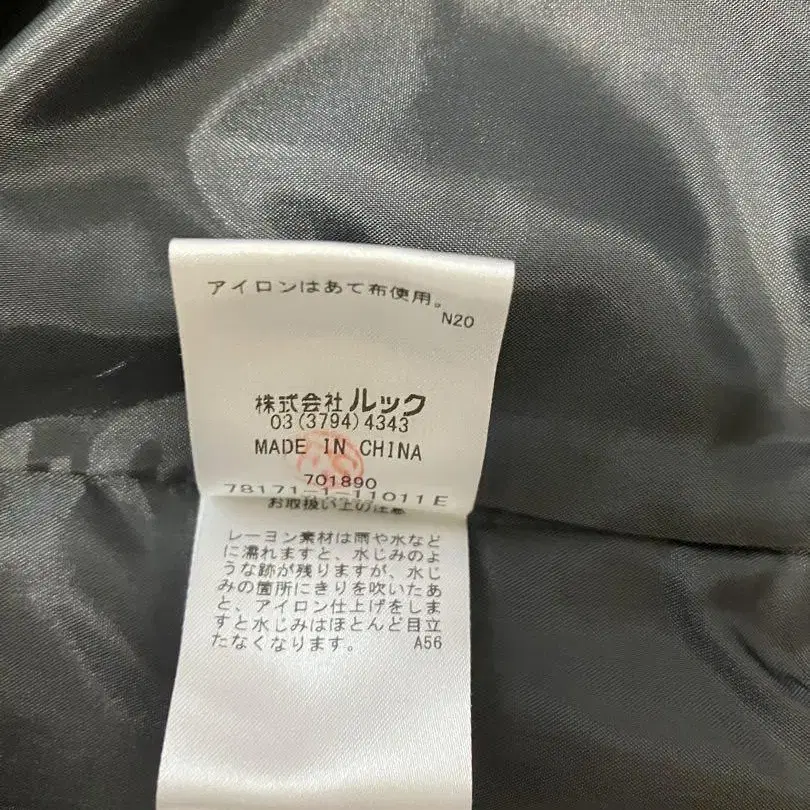 アイロンはあて布使用。
N20
株式会社ルック
03(3794)4343
MADE IN CHINA
701890
78171-1-11011E
お取扱い上の注意
レーヨン素材は雨や水など
に濡れますと、水じみのよ
うな跡が残りますが、水じ
みの箇所にきりを吹いたあ
と、アイロン仕上げをしま
すと水じみはほとんど目立
たなくなります。 A56